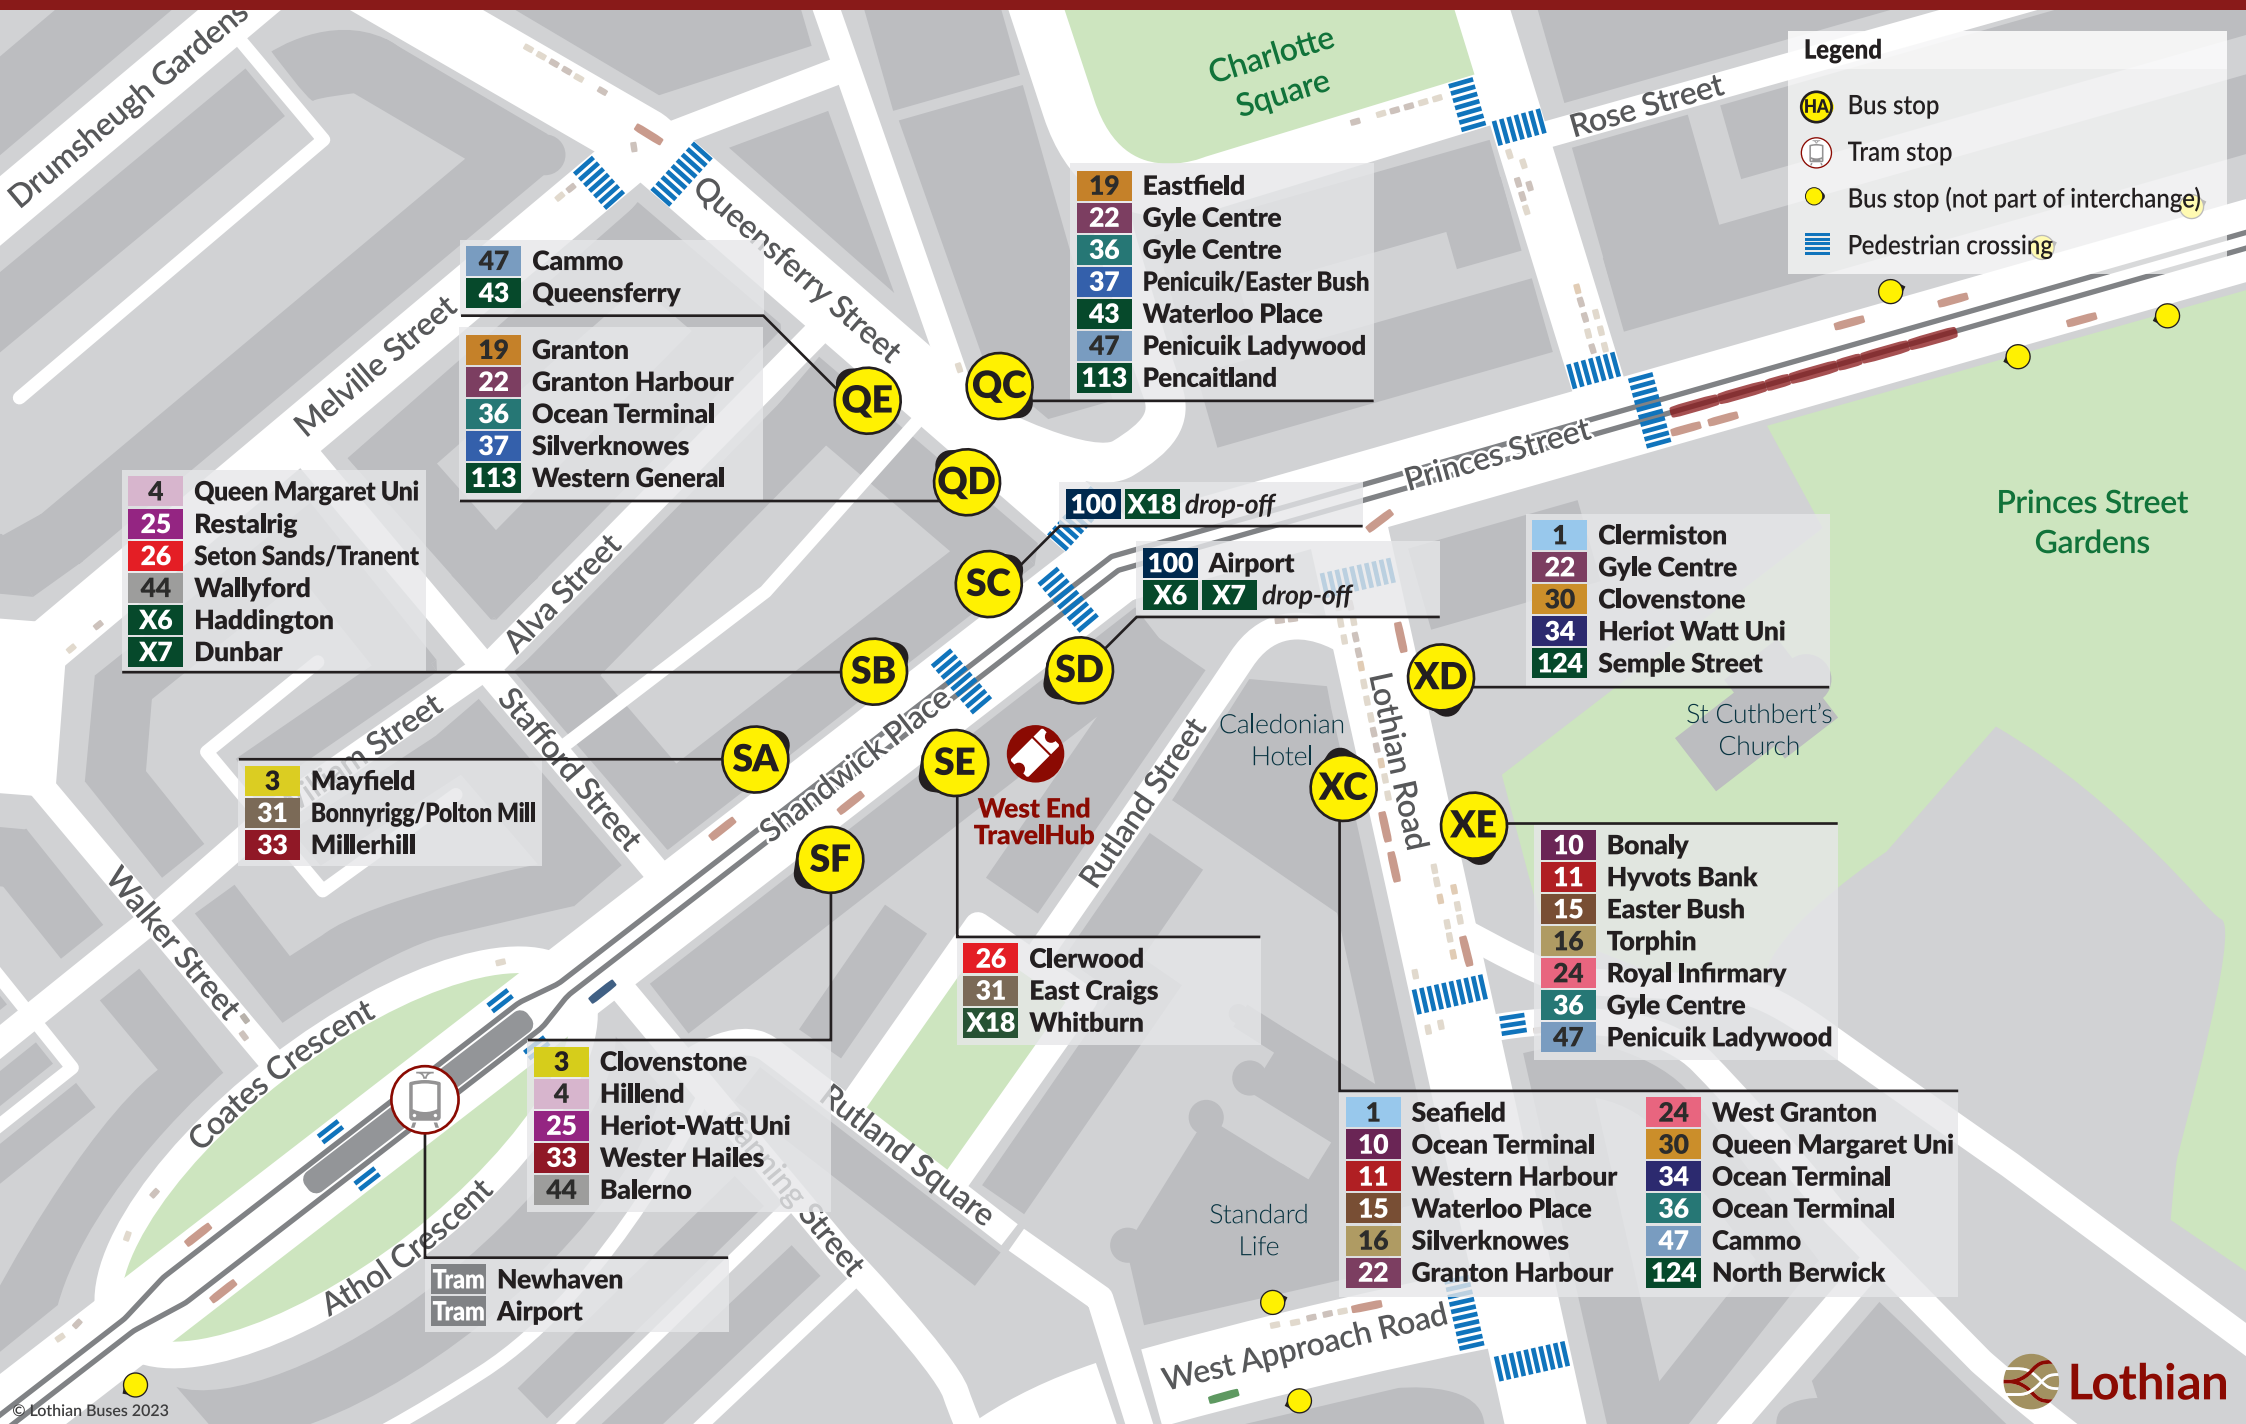 Drumsheugh Gardens
Charlotte
Square
Rose Street
Legend
HA Bus stop
Tram stop
Bus stop (not part of interchange)
Pedestrian crossing
Queensferry Street
Melville Street
47 Cammo
43 Queensferry
QE
19 Granton
22 Granton Harbour
36 Ocean Terminal
37 Silverknowes
113 Western General
QD
19 Eastfield
22 Gyle Centre
36 Gyle Centre
37 Penicuik/Easter Bush
43 Waterloo Place
47 Penicuik Ladywood
113 Pencaitland
QC
Princes Street
Princes Street
Gardens
4 Queen Margaret Uni
25 Restalrig
26 Seton Sands/Tranent
44 Wallyford
X6 Haddington
X7 Dunbar
SB
100 X18 drop-off
SC
100 Airport
X6 X7 drop-off
SD
1 Clermiston
22 Gyle Centre
30 Clovenstone
34 Heriot Watt Uni
124 Semple Street
XD
Alva Street
Stafford Street
William Street
Shandwick Place
Lothian Road
Rutland Street
Caledonian
Hotel
St Cuthbert's
Church
3 Mayfield
31 Bonnyrigg/Polton Mill
33 Millerhill
SA
SE
West End
TravelHub
XC
XE
SF
Walker Street
10 Bonaly
11 Hyvots Bank
15 Easter Bush
16 Torphin
24 Royal Infirmary
36 Gyle Centre
47 Penicuik Ladywood
26 Clerwood
31 East Craigs
X18 Whitburn
Coates Crescent
3 Clovenstone
4 Hillend
25 Heriot-Watt Uni
33 Wester Hailes
44 Balerno
Rutland Square
Canning Street
Athol Crescent
1 Seafield
10 Ocean Terminal
11 Western Harbour
15 Waterloo Place
16 Silverknowes
22 Granton Harbour
24 West Granton
30 Queen Margaret Uni
34 Ocean Terminal
36 Ocean Terminal
47 Cammo
124 North Berwick
Standard
Life
Tram Newhaven
Tram Airport
West Approach Road
© Lothian Buses 2023
Lothian